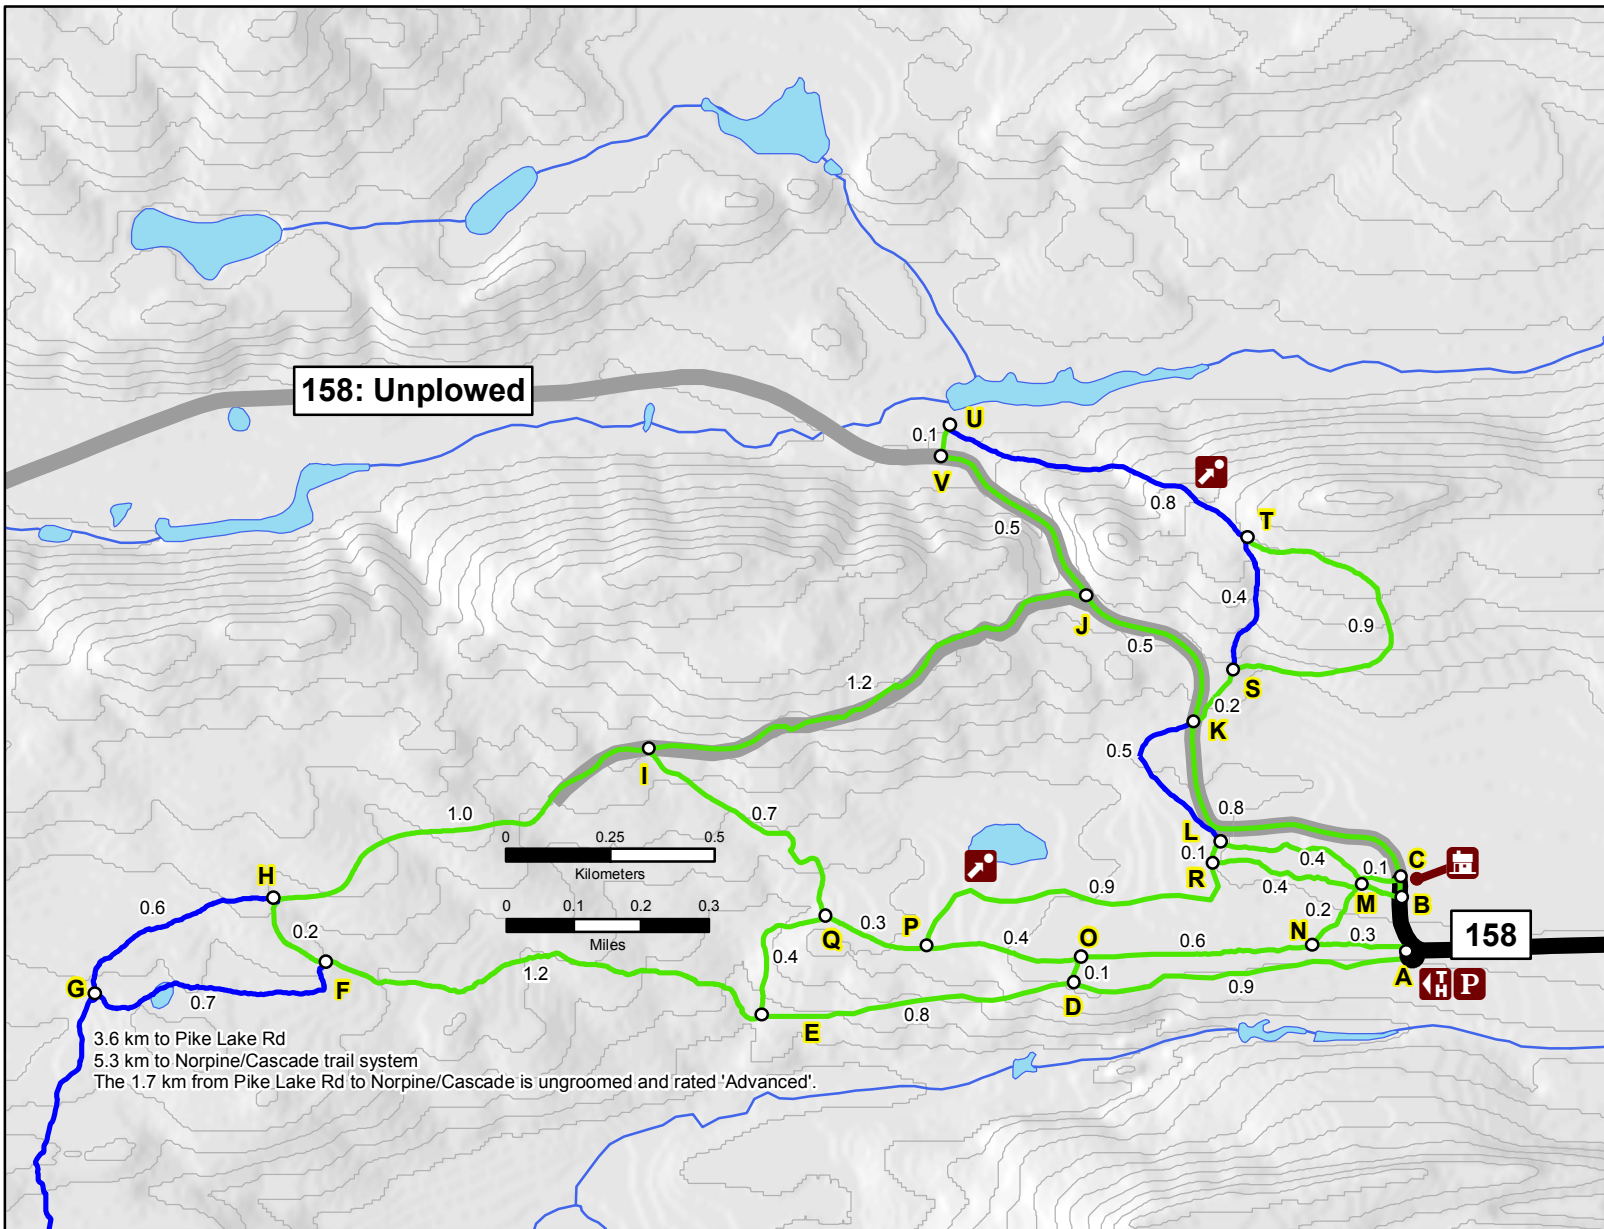 158: Unplowed
U
0.1
V
0.8
T
0.5
0.4
0.9
J
0.5
S
1.2
0.2
K
0.5
I
0.7
0.8
1.0
0 0.25 0.5
Kilometers
L
0.1
0.4
0.1
C
R
0.4
M
B
H
0.9
0 0.1 0.2 0.3
Miles
0.6
0.2
0.2
Q
0.3
P
0.4
O
0.6
N
0.3
158
0.4
0.1
A
TH
P
G
0.7
F
1.2
0.9
D
E
0.8
3.6 km to Pike Lake Rd
5.3 km to Norpine/Cascade trail system
The 1.7 km from Pike Lake Rd to Norpine/Cascade is ungroomed and rated 'Advanced'.